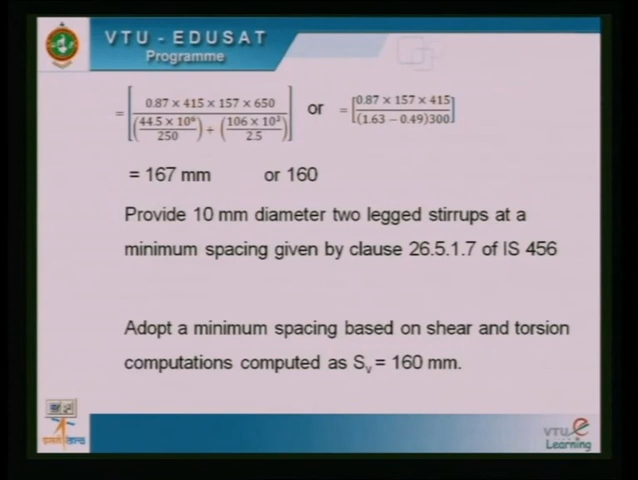 VTU - EDUSAT
Programme
= [0.87 × 415 × 157 × 650 / ((44.5 × 10⁶ / 250) + (106 × 10³ / 2.5))] or = [0.87 × 157 × 415 / (1.63 − 0.49)300]
= 167 mm or 160
Provide 10 mm diameter two legged stirrups at a
minimum spacing given by clause 26.5.1.7 of IS 456
Adopt a minimum spacing based on shear and torsion
computations computed as Sᵥ = 160 mm.
VTU e
Learning